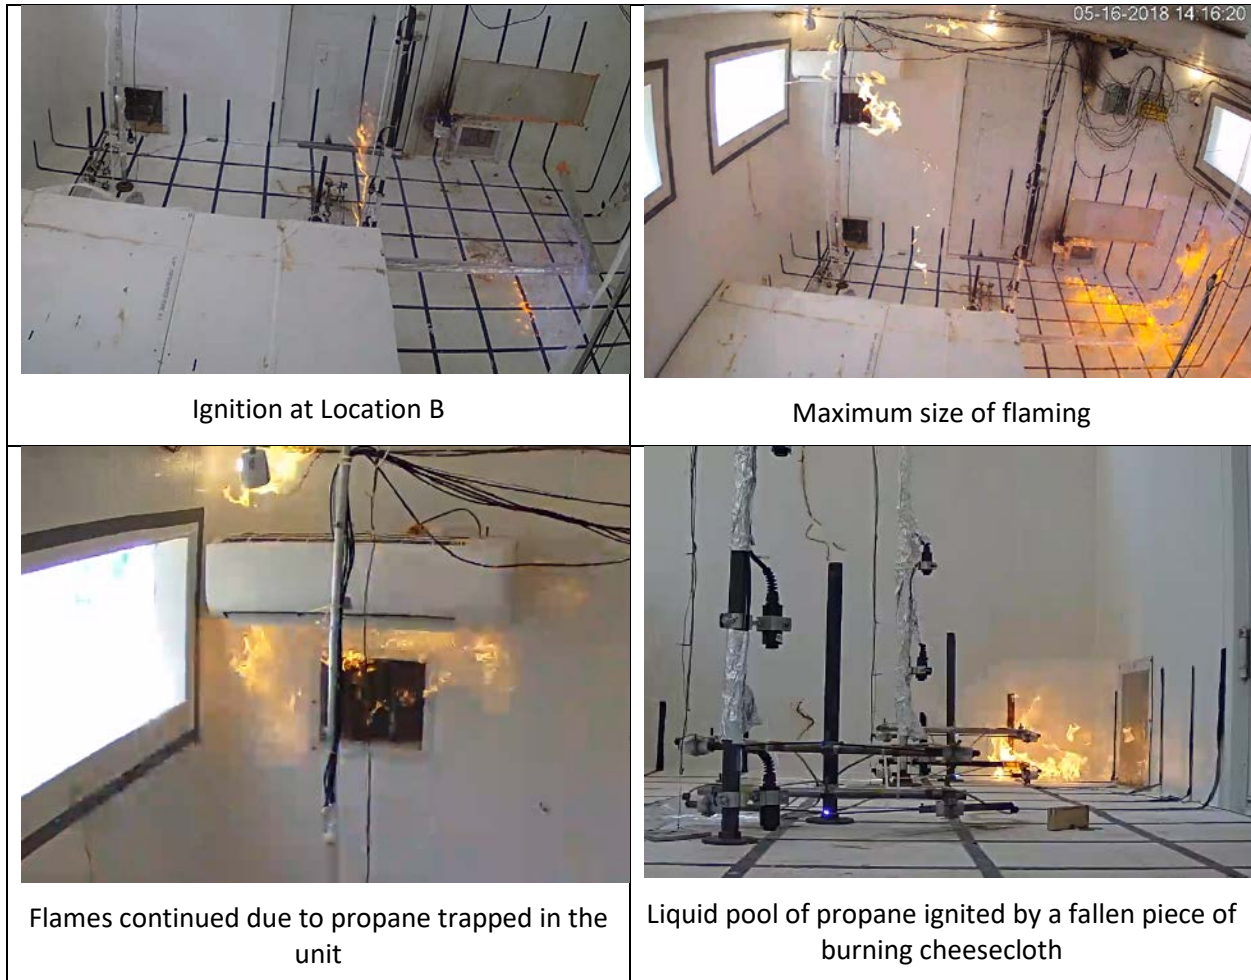 05-16-2018 14:16:20
Ignition at Location B
Maximum size of flaming
Flames continued due to propane trapped in the
unit
Liquid pool of propane ignited by a fallen piece of
burning cheesecloth